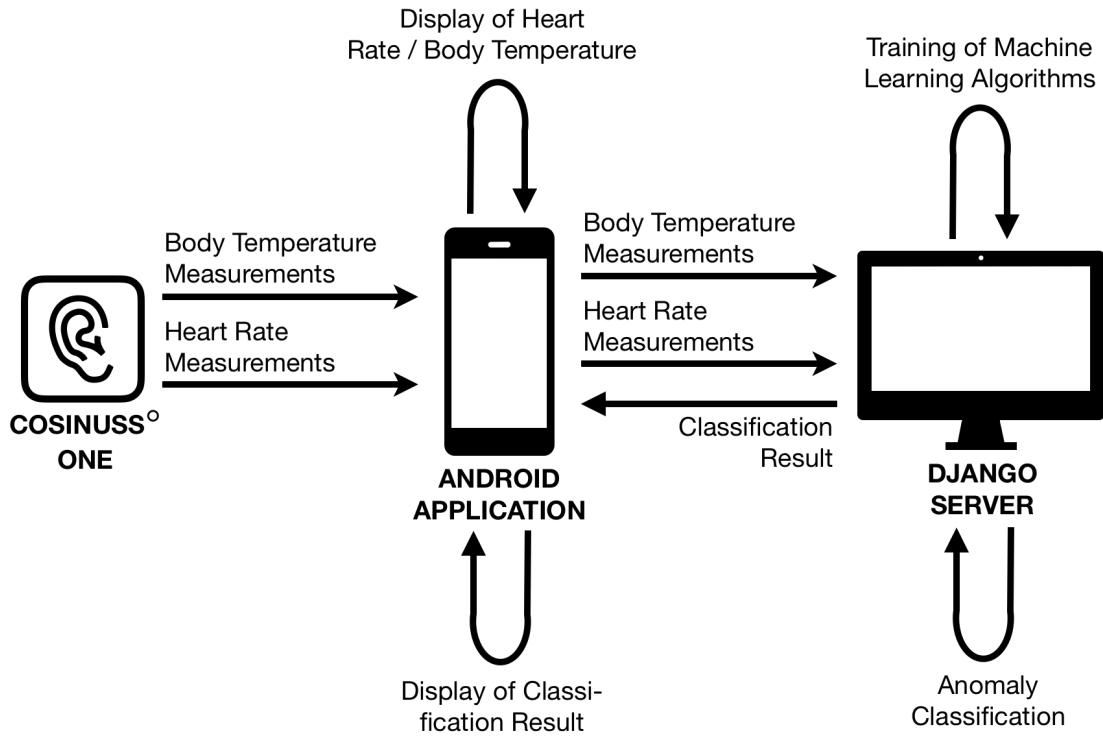 Display of Heart
Rate / Body Temperature
Training of Machine
Learning Algorithms
Body Temperature
Measurements
Heart Rate
Measurements
Body Temperature
Measurements
Heart Rate
Measurements
Classification
Result
COSINUSS°
ONE
ANDROID
APPLICATION
DJANGO
SERVER
Display of Classi-
fication Result
Anomaly
Classification